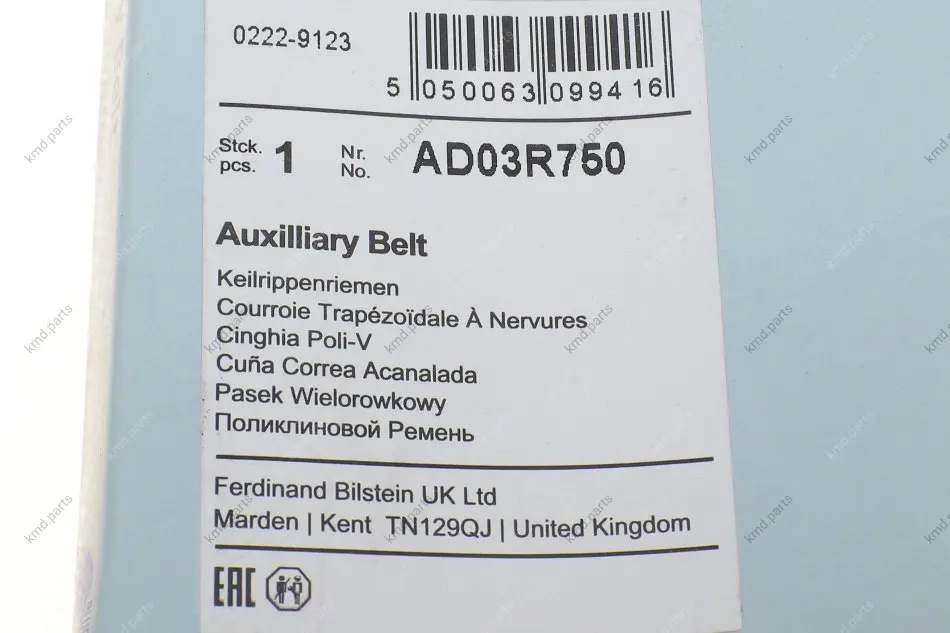 0222-9123
5 050063 099416
Stck.
pcs. 1 Nr.
No. AD03R750
Auxilliary Belt
Keilrippenriemen
Courroie Trapézoïdale À Nervures
Cinghia Poli-V
Cuña Correa Acanalada
Pasek Wielorowkowy
Поликлиновой Ремень
Ferdinand Bilstein UK Ltd
Marden | Kent TN129QJ | United Kingdom
EAC
kmd.parts